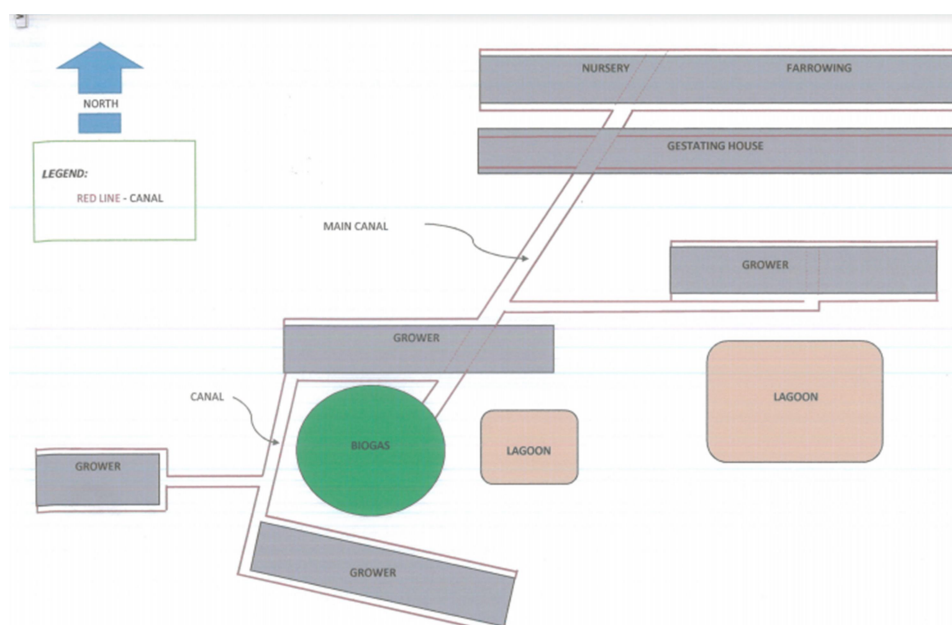 NORTH
LEGEND:
RED LINE - CANAL
NURSERY
FARROWING
GESTATING HOUSE
MAIN CANAL
GROWER
GROWER
CANAL
BIOGAS
LAGOON
LAGOON
GROWER
GROWER